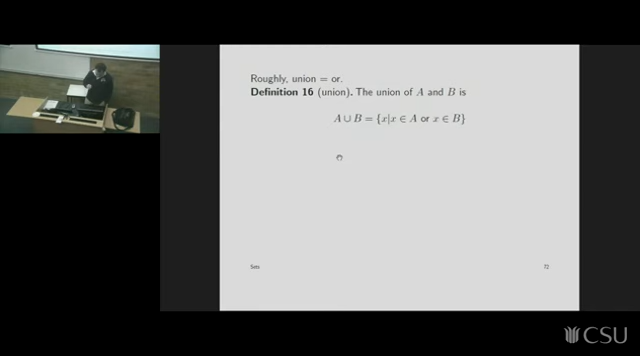 Roughly, union = or.
Definition 16 (union). The union of A and B is
A ∪ B = {x|x ∈ A or x ∈ B}
Sets 72
CSU